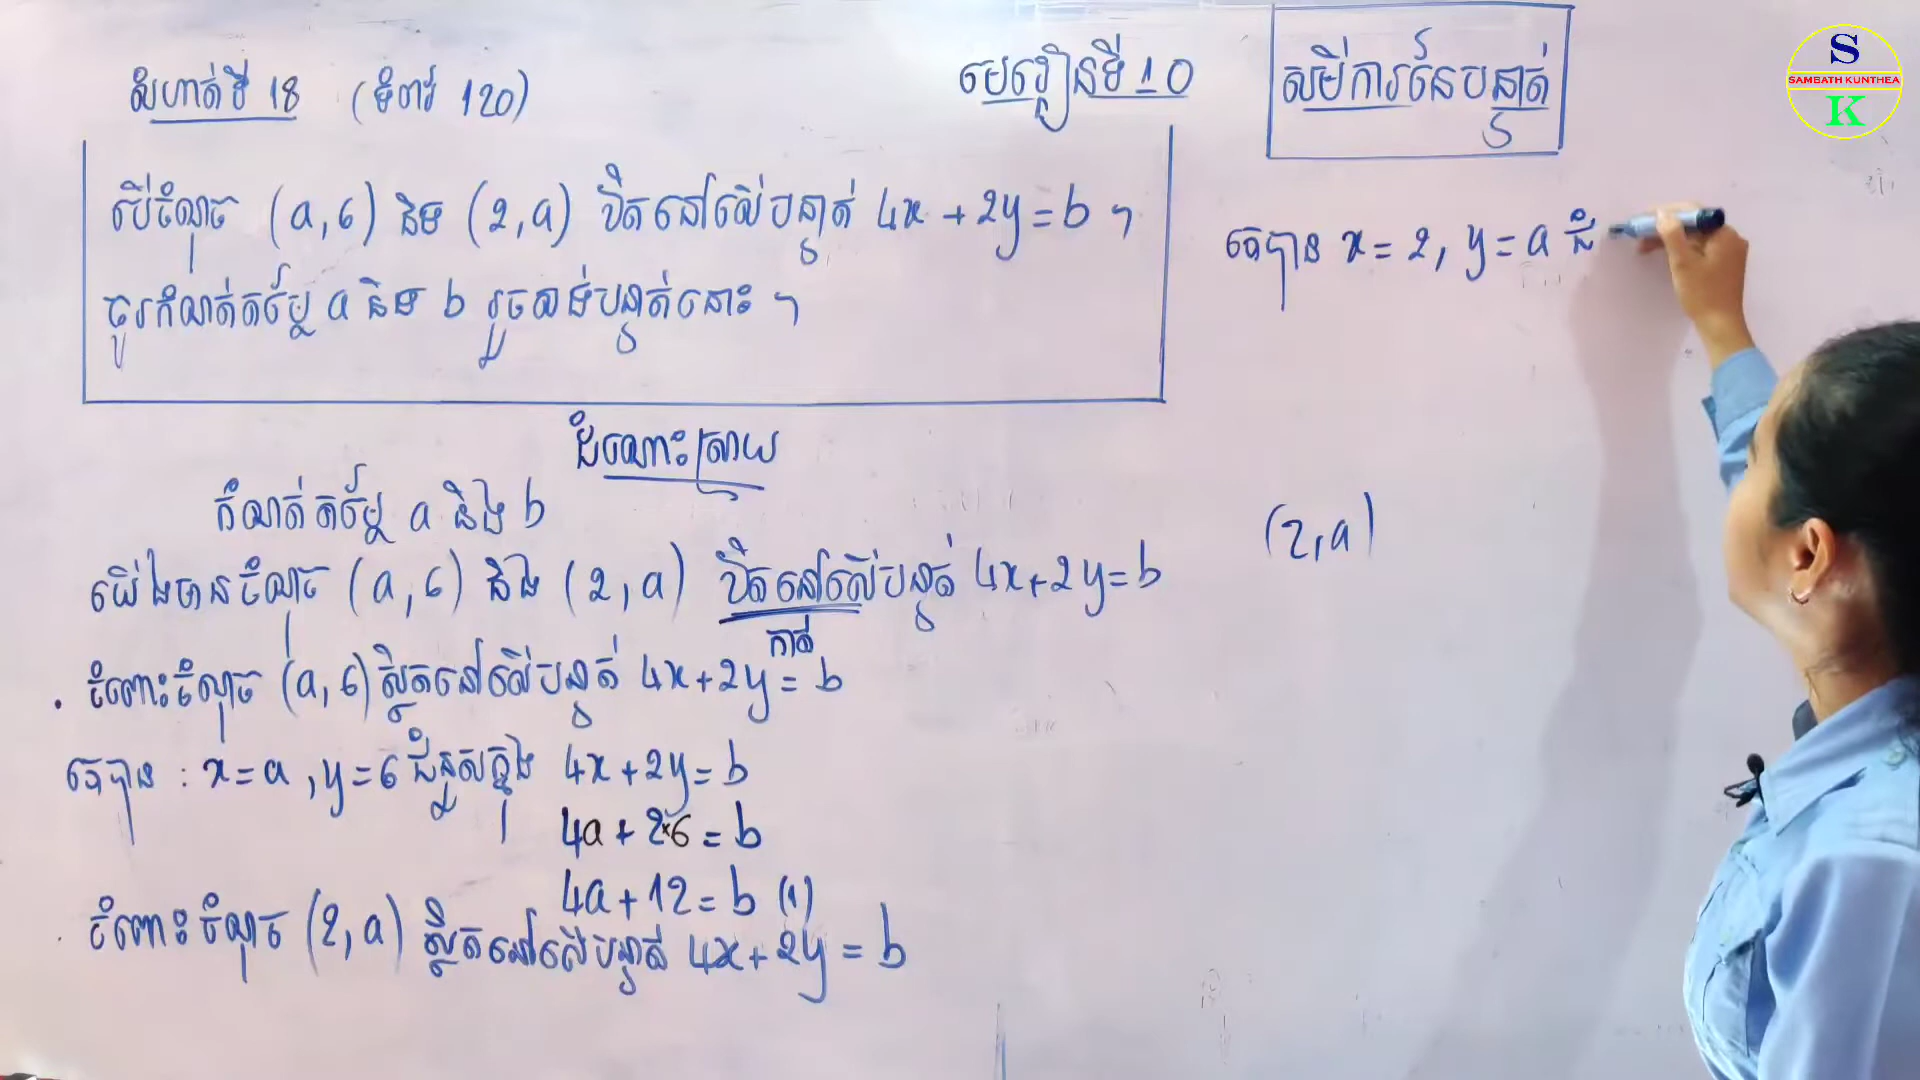 លំហាត់ទី 18 (ទំព័រ 120)
មេរៀនទី 10
សមីការនៃបន្ទាត់
S
SAMBATH KUNTHEA
K
បើចំណុច (a,6) និង (2,a) ឋិតនៅលើបន្ទាត់ 4x + 2y = b ។
ចូរកំណត់តម្លៃ a និង b រួចសង់បន្ទាត់នោះ ។
ដំណោះស្រាយ
កំណត់តម្លៃ a និង b
យើងមានចំណុច (a,6) និង (2,a) ឋិតនៅលើបន្ទាត់ 4x+2y=b
កាត់
. ចំពោះចំណុច (a,6) ស្ថិតនៅលើបន្ទាត់ 4x+2y = b
គេបាន : x=a , y=6 ជំនួសក្នុង 4x+2y=b
4a + 2×6 = b
4a+12 = b (1)
. ចំពោះចំណុច (2,a) ស្ថិតនៅលើបន្ទាត់ 4x+2y = b
គេបាន x = 2, y = a ជំ
(2,a)